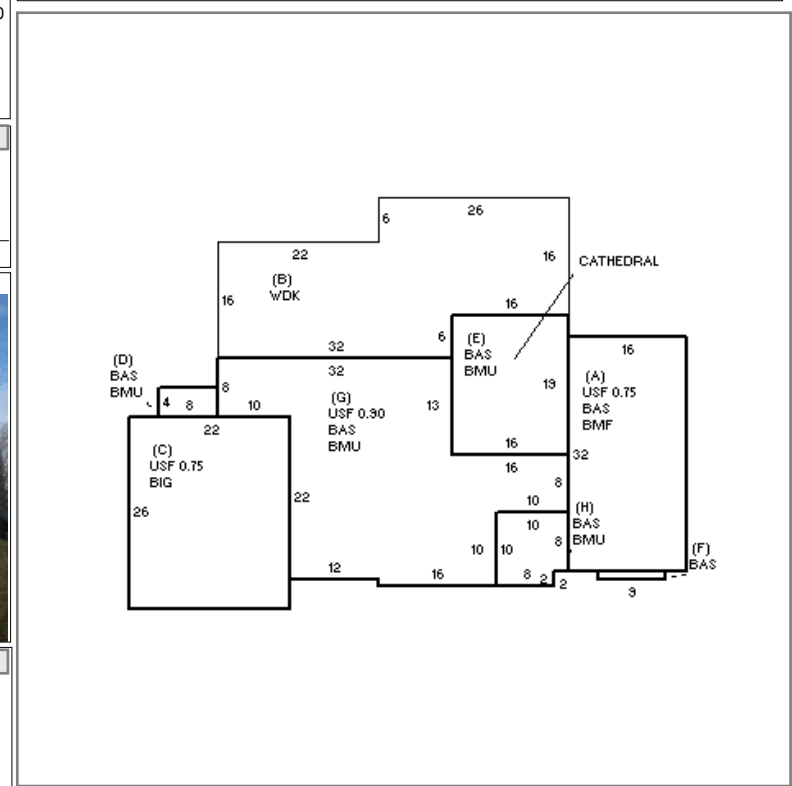 6
26
22
16
CATHEDRAL
(B)
WDK
16
16
6
(E)
BAS
BMU
32
32
16
(D)
BAS
BMU
8
4
8
10
(G)
USF 0.90
BAS
BMU
13
19
(A)
USF 0.75
BAS
BMF
22
(C)
USF 0.75
BIG
16
16
32
8
26
22
10
10
(H)
BAS
BMU
10
10
8
(F)
BAS
12
16
8
2
2
9